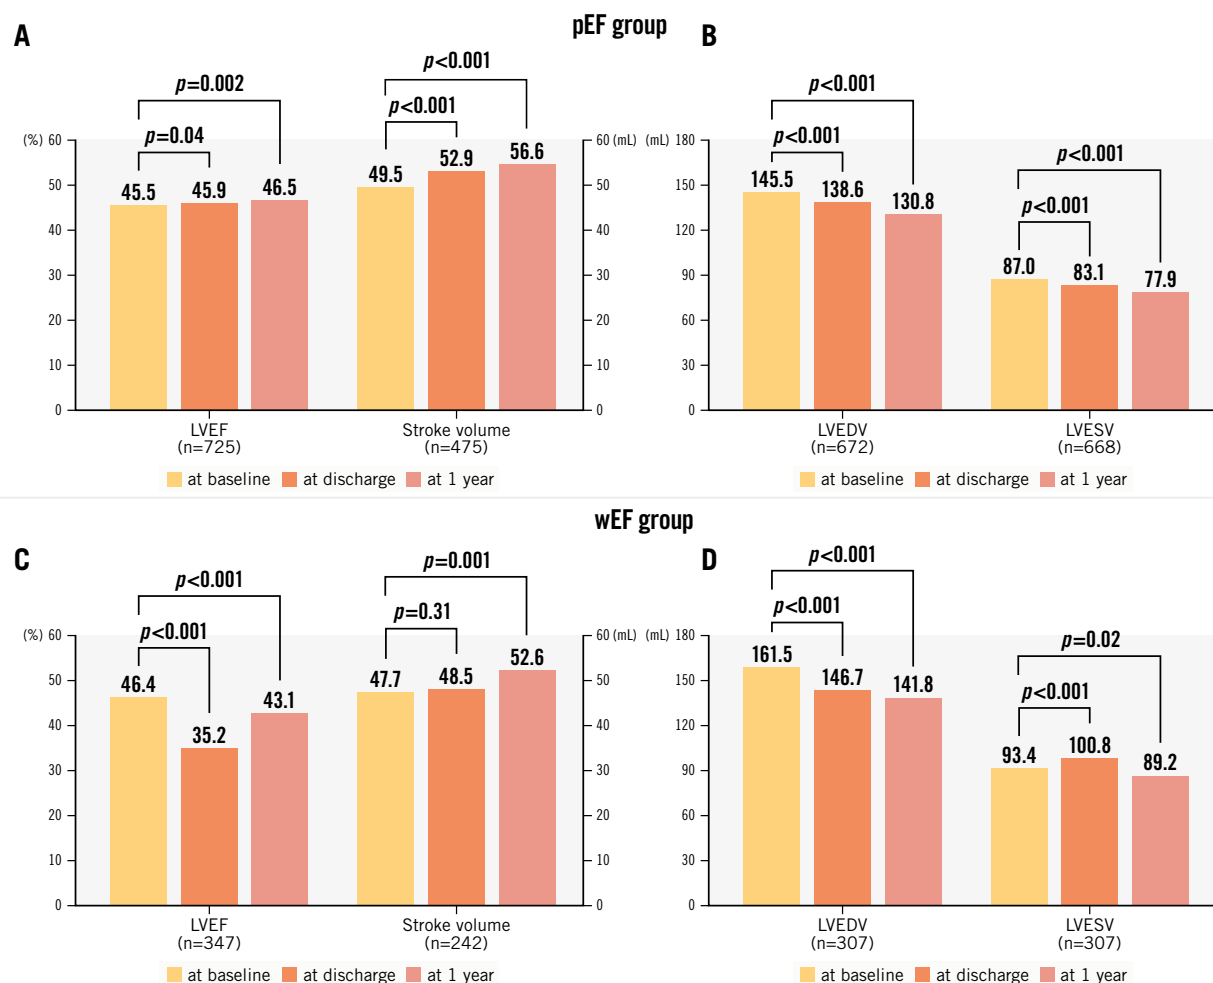 pEF group
A
p=0.002
p=0.04
p<0.001
p<0.001
(%) 60
50
40
30
20
10
0
45.5
45.9
46.5
49.5
52.9
56.6
60 (mL)
50
40
30
20
10
0
LVEF
(n=725)
Stroke volume
(n=475)
at baseline at discharge at 1 year
B
p<0.001
p<0.001
p<0.001
p<0.001
(mL) 180
150
120
90
60
30
0
145.5
138.6
130.8
87.0
83.1
77.9
LVEDV
(n=672)
LVESV
(n=668)
at baseline at discharge at 1 year
wEF group
C
p<0.001
p<0.001
p=0.001
p=0.31
(%) 60
50
40
30
20
10
0
46.4
35.2
43.1
47.7
48.5
52.6
60 (mL)
50
40
30
20
10
0
LVEF
(n=347)
Stroke volume
(n=242)
at baseline at discharge at 1 year
D
p<0.001
p<0.001
p=0.02
p<0.001
(mL) 180
150
120
90
60
30
0
161.5
146.7
141.8
93.4
100.8
89.2
LVEDV
(n=307)
LVESV
(n=307)
at baseline at discharge at 1 year